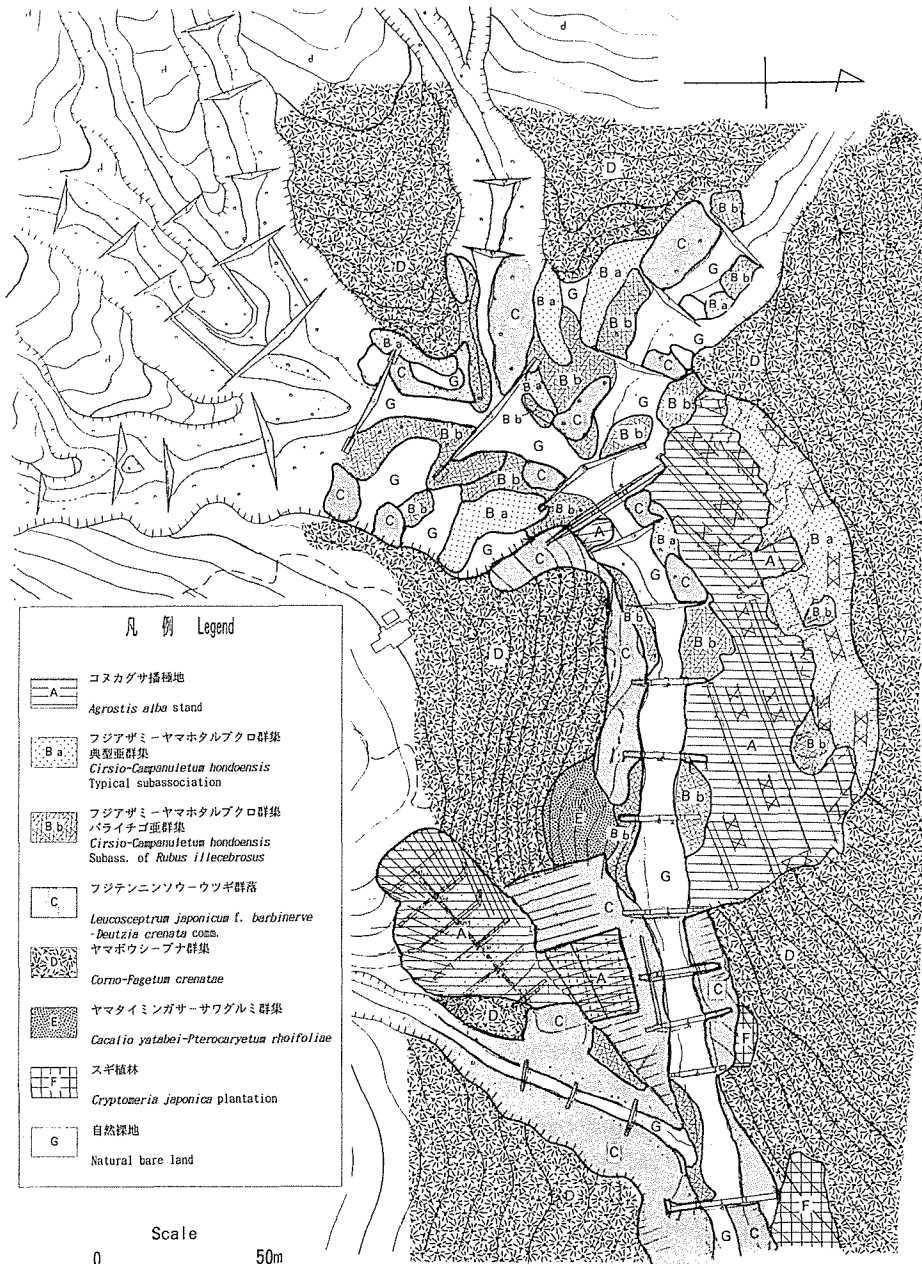 D
D
B b
C
B b
B a
G
B a
G
C
B a
B b
G
D
B a
C
G
B b
C
B a
B b
B b
C
G
B b
B b
G
B b
G
B b
C
C
B b
B a
B b
A
C
C
G
G
C
B a
G
C
A
B a
B b
D
C
B b
B b
A
B b
E
B b
B b
G
C
A
A
D
D
C
C
F
G
C
D
F
G
C
凡 例 Legend
A
コヌカグサ播種地
Agrostis alba stand
B a
フジアザミーヤマホタルブクロ群集
典型亜群集
Cirsio-Campanuletum hondoensis
Typical subassociation
B b
フジアザミーヤマホタルブクロ群集
バライチゴ亜群集
Cirsio-Campanuletum hondoensis
Subass. of Rubus illecebrosus
C
フジテンニンソウーウツギ群落
Leucosceptrum japonicum f. barbinerve
-Deutzia crenata comm.
D
ヤマボウシーブナ群集
Corno-Fagetum crenatae
E
ヤマタイミンガサーサワグルミ群集
Cacalio yatabei-Pterocaryetum rhoifoliae
F
スギ植林
Cryptomeria japonica plantation
G
自然裸地
Natural bare land
Scale
0 50m